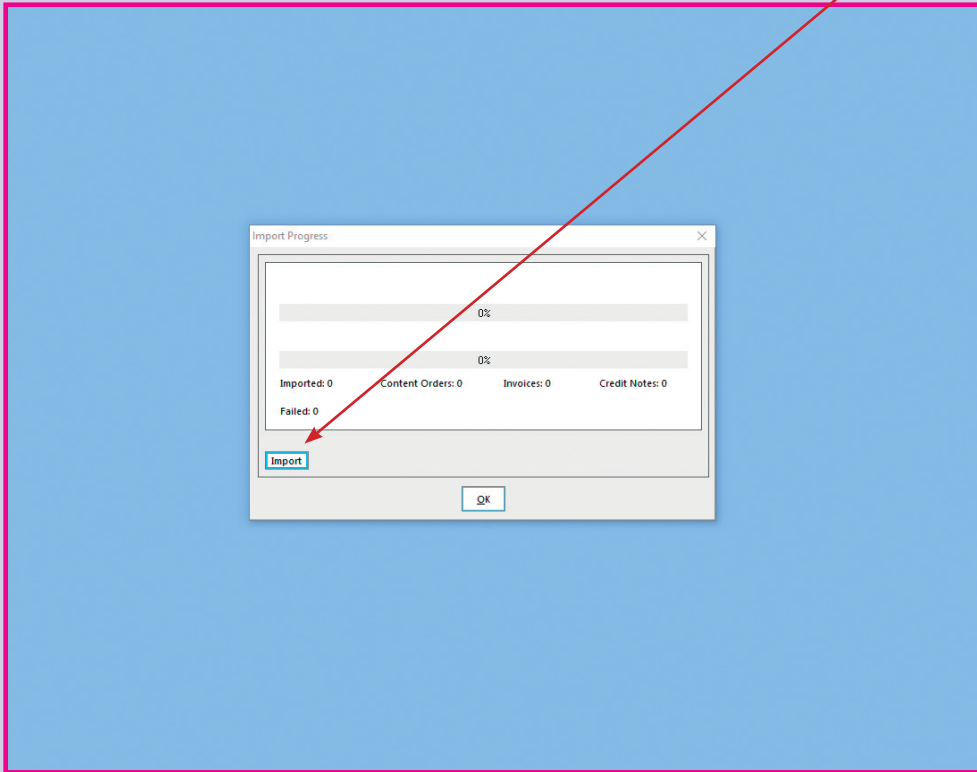 Import Progress
0%
0%
Imported: 0 Content Orders: 0 Invoices: 0 Credit Notes: 0
Failed: 0
Import
OK